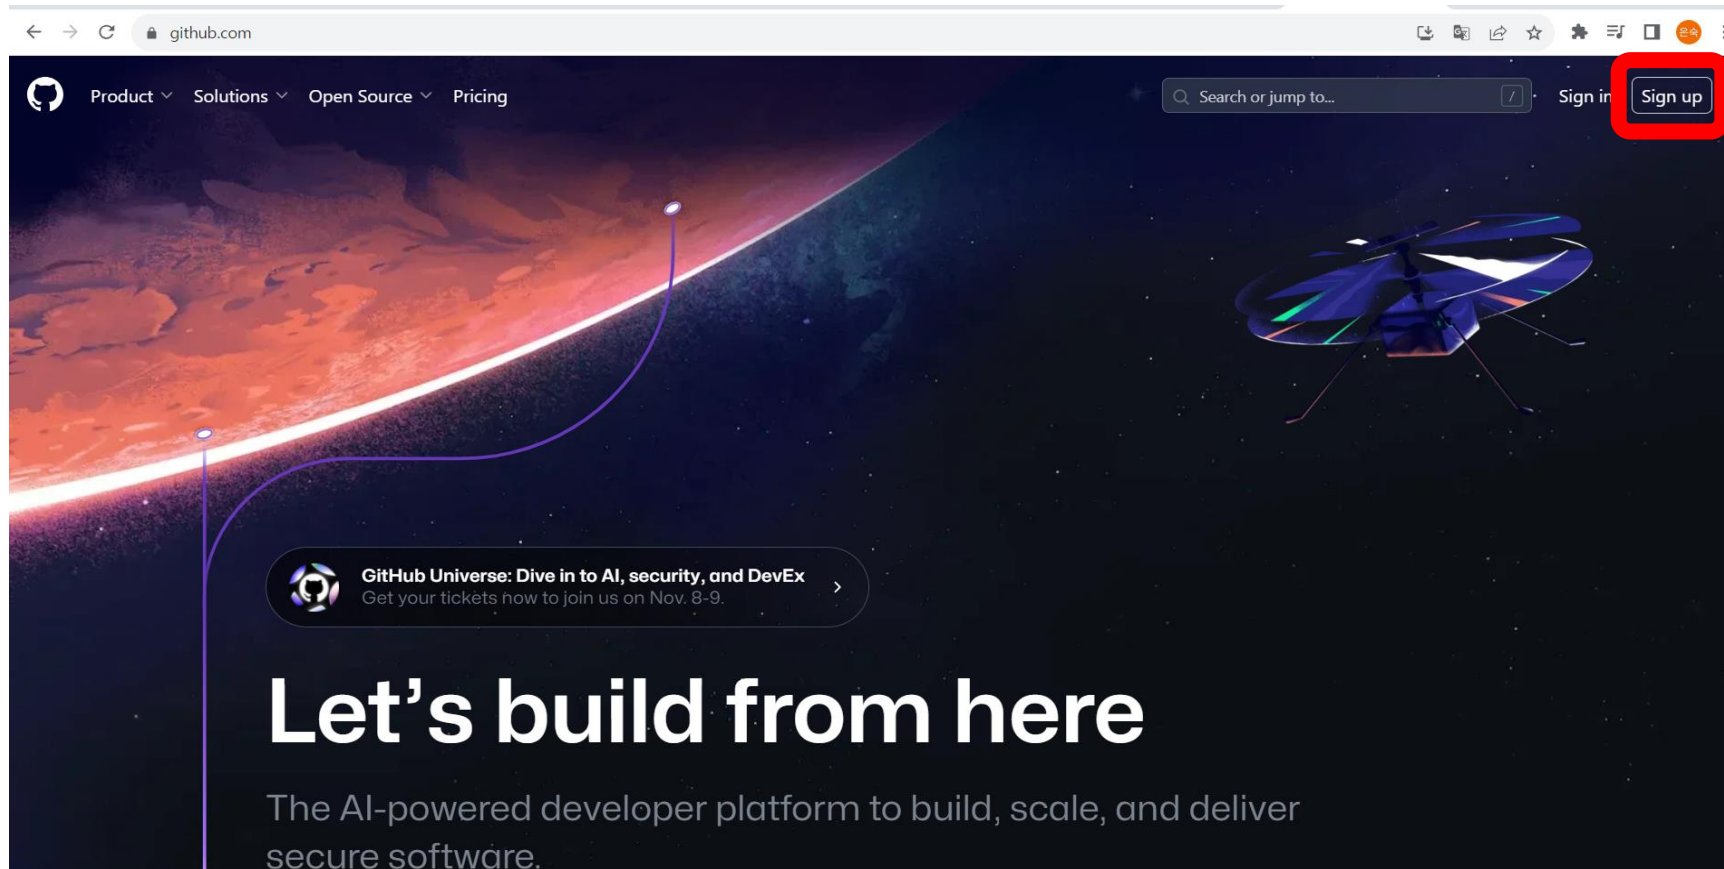 github.com
은숙
Product
Solutions
Open Source
Pricing
Search or jump to...
/
Sign in
Sign up
GitHub Universe: Dive in to AI, security, and DevEx
Get your tickets now to join us on Nov. 8-9.
Let's build from here
The AI-powered developer platform to build, scale, and deliver
secure software.